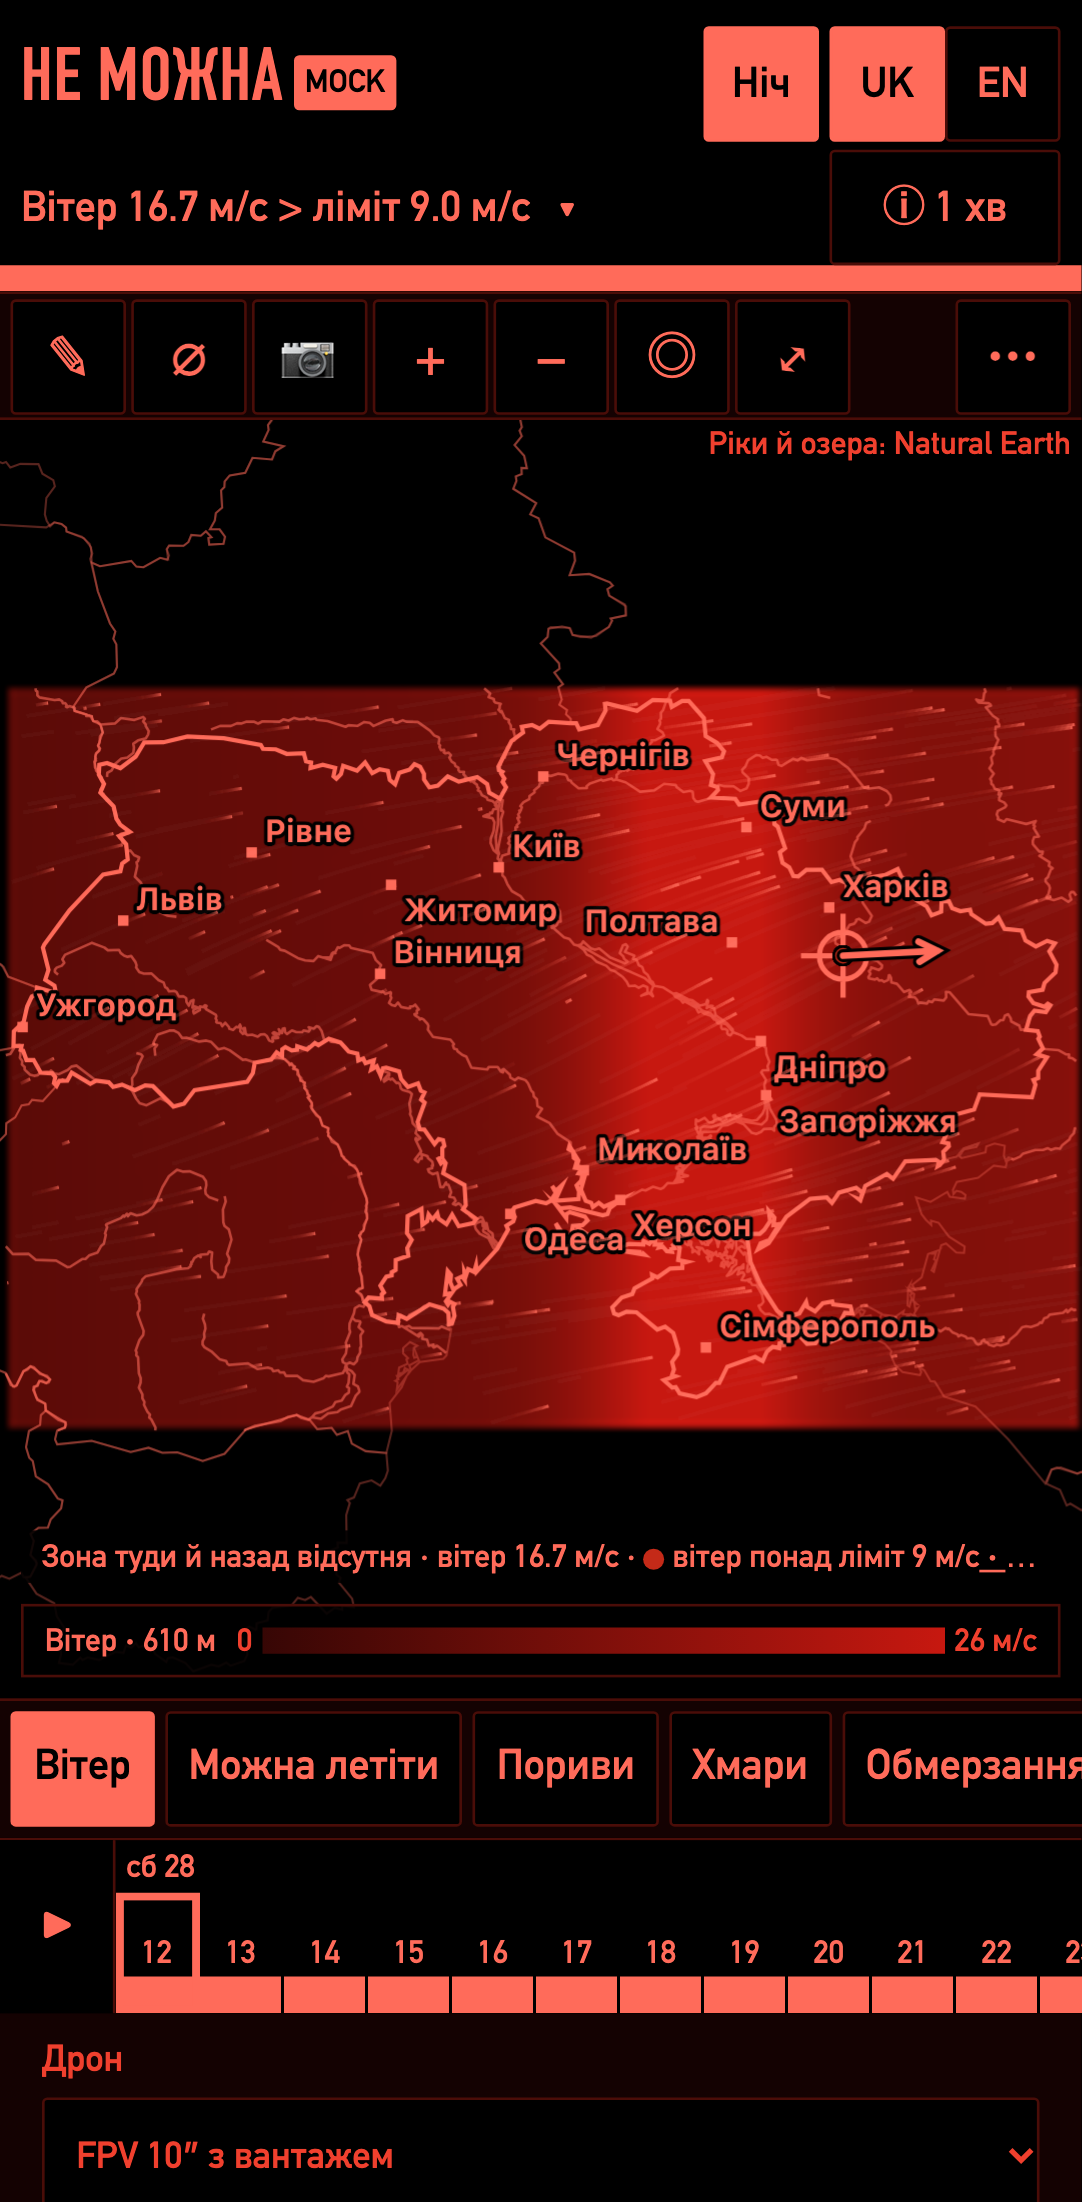 НЕ МОЖНА МОСК
Ніч UK EN
Вітер 16.7 м/с > ліміт 9.0 м/с ▼
ⓘ 1 хв
Ріки й озера: Natural Earth
Чернігів
Суми
Рівне
Київ
Харків
Львів
Житомир
Полтава
Вінниця
Ужгород
Дніпро
Запоріжжя
Миколаїв
Херсон
Одеса
Сімферополь
Зона туди й назад відсутня · вітер 16.7 м/с · ● вітер понад ліміт 9 м/с · …
Вітер · 610 м 0 26 м/с
Вітер Можна летіти Пориви Хмари Обмерзання
сб 28
12 13 14 15 16 17 18 19 20 21 22
Дрон
FPV 10″ з вантажем